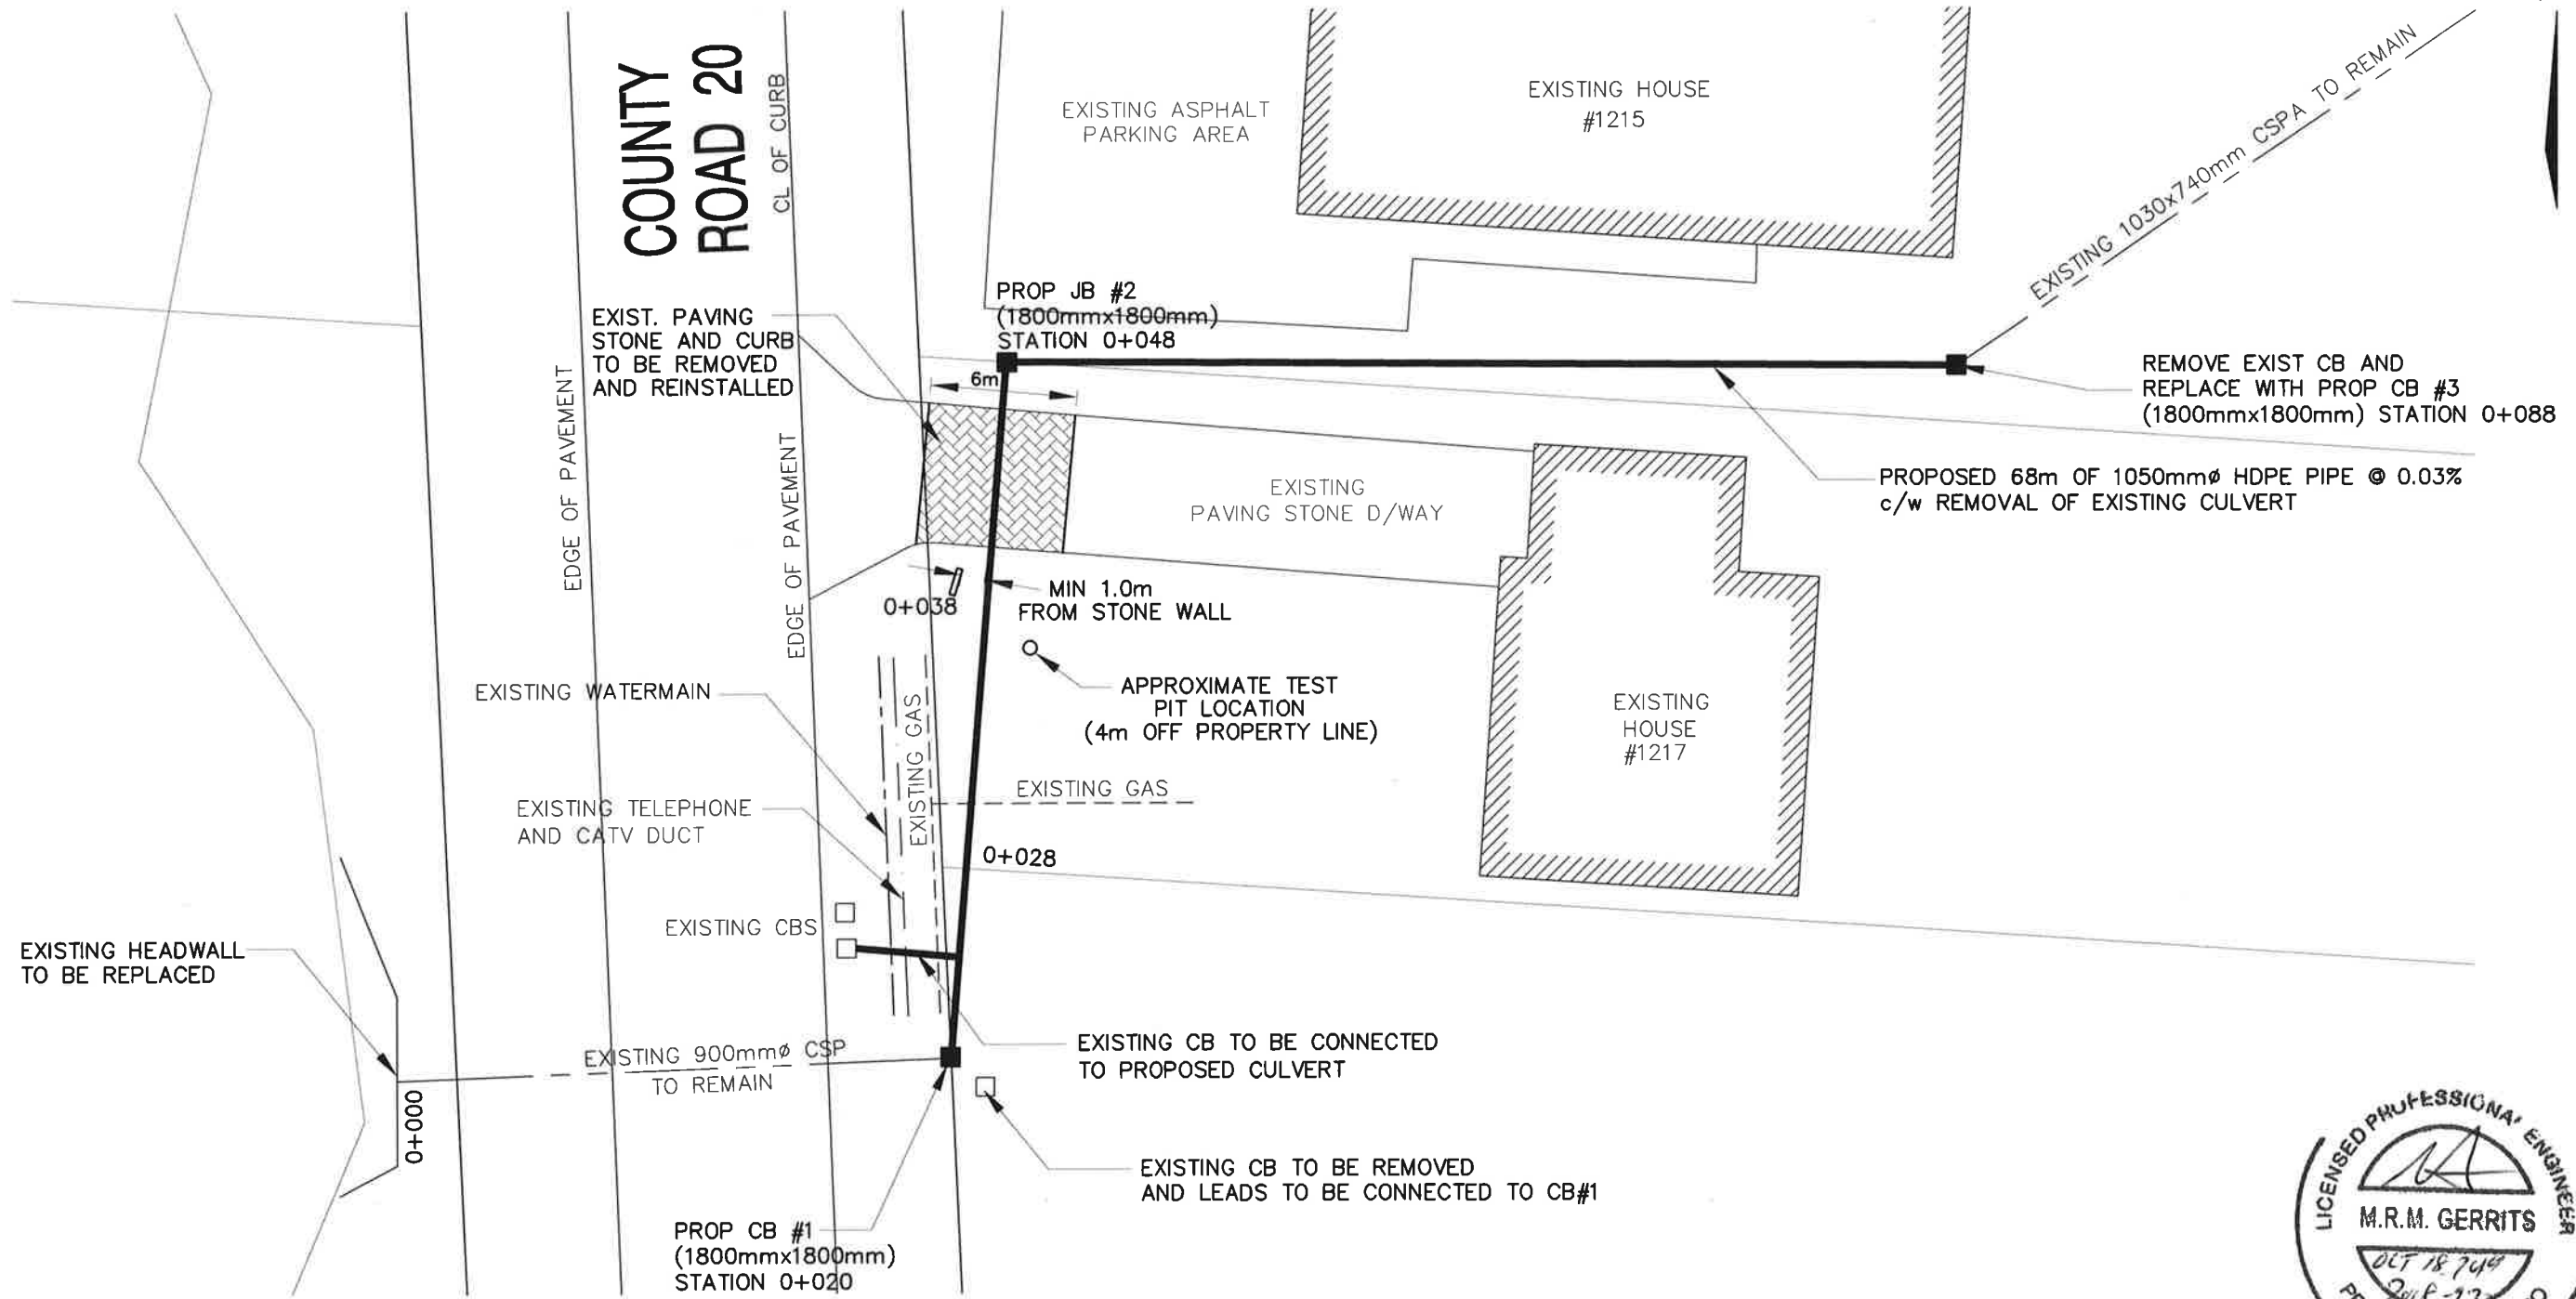 COUNTY
ROAD 20
CL OF CURB
EXISTING ASPHALT
PARKING AREA
EXISTING HOUSE
#1215
EXISTING 1030x740mm CSPA TO REMAIN
PROP JB #2
(1800mmx1800mm)
STATION 0+048
EXIST. PAVING
STONE AND CURB
TO BE REMOVED
AND REINSTALLED
6m
REMOVE EXIST CB AND
REPLACE WITH PROP CB #3
(1800mmx1800mm) STATION 0+088
EDGE OF PAVEMENT
EDGE OF PAVEMENT
EXISTING
PAVING STONE D/WAY
PROPOSED 68m OF 1050mmø HDPE PIPE @ 0.03%
c/w REMOVAL OF EXISTING CULVERT
0+038
MIN 1.0m
FROM STONE WALL
EXISTING WATERMAIN
APPROXIMATE TEST
PIT LOCATION
(4m OFF PROPERTY LINE)
EXISTING
HOUSE
#1217
EXISTING GAS
EXISTING GAS
EXISTING TELEPHONE
AND CATV DUCT
0+028
EXISTING CBS
EXISTING HEADWALL
TO BE REPLACED
EXISTING 900mmø CSP
TO REMAIN
0+000
EXISTING CB TO BE CONNECTED
TO PROPOSED CULVERT
EXISTING CB TO BE REMOVED
AND LEADS TO BE CONNECTED TO CB#1
PROP CB #1
(1800mmx1800mm)
STATION 0+020
LICENSED PROFESSIONAL ENGINEER
M.R.M. GERRITS
OCT 18